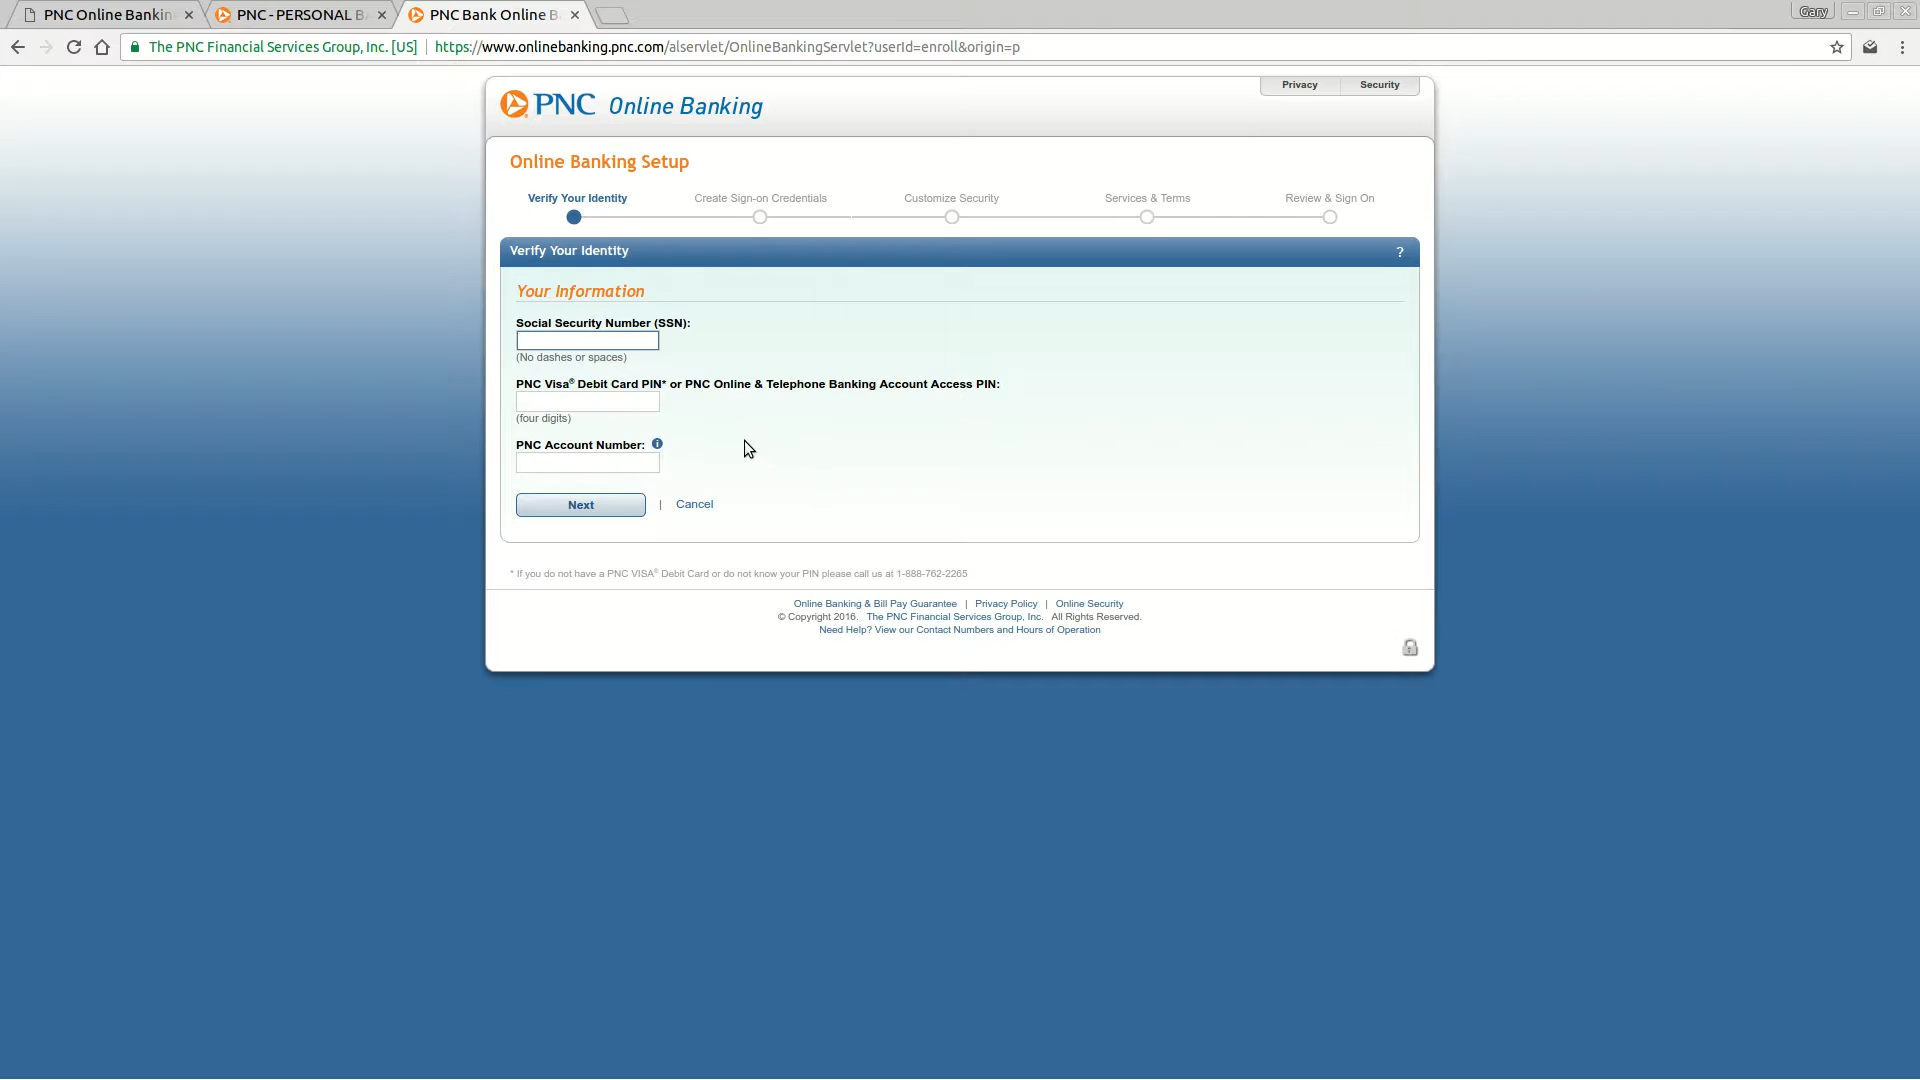 PNC Online Bankin
PNC - PERSONAL B
PNC Bank Online B
Gary
The PNC Financial Services Group, Inc. [US]
https://www.onlinebanking.pnc.com/alservlet/OnlineBankingServlet?userId=enroll&origin=p
Privacy
Security
PNC Online Banking
Online Banking Setup
Verify Your Identity
Create Sign-on Credentials
Customize Security
Services & Terms
Review & Sign On
Verify Your Identity
?
Your Information
Social Security Number (SSN):
(No dashes or spaces)
PNC Visa® Debit Card PIN* or PNC Online & Telephone Banking Account Access PIN:
(four digits)
PNC Account Number: i
Next | Cancel
* If you do not have a PNC VISA® Debit Card or do not know your PIN please call us at 1-888-762-2265
Online Banking & Bill Pay Guarantee | Privacy Policy | Online Security
© Copyright 2016. The PNC Financial Services Group, Inc. All Rights Reserved.
Need Help? View our Contact Numbers and Hours of Operation